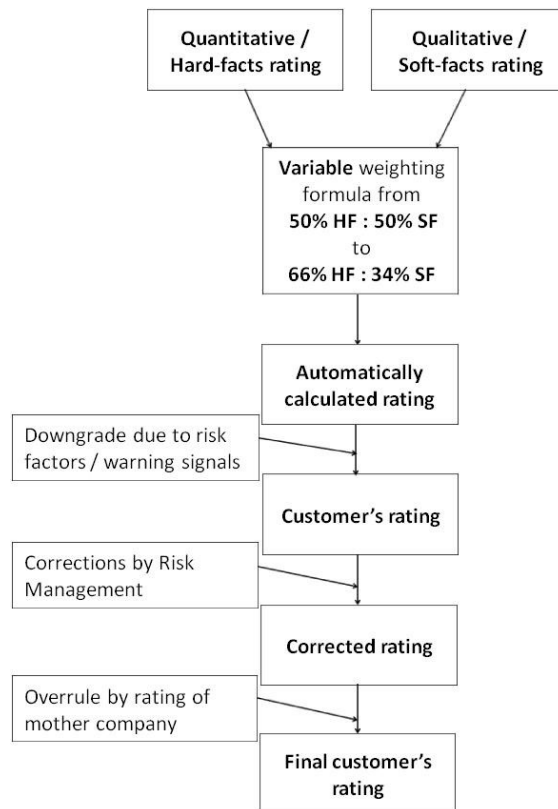 Quantitative /
Hard-facts rating
Qualitative /
Soft-facts rating
Variable weighting
formula from
50% HF : 50% SF
to
66% HF : 34% SF
Automatically
calculated rating
Downgrade due to risk
factors / warning signals
Customer's rating
Corrections by Risk
Management
Corrected rating
Overrule by rating of
mother company
Final customer's
rating